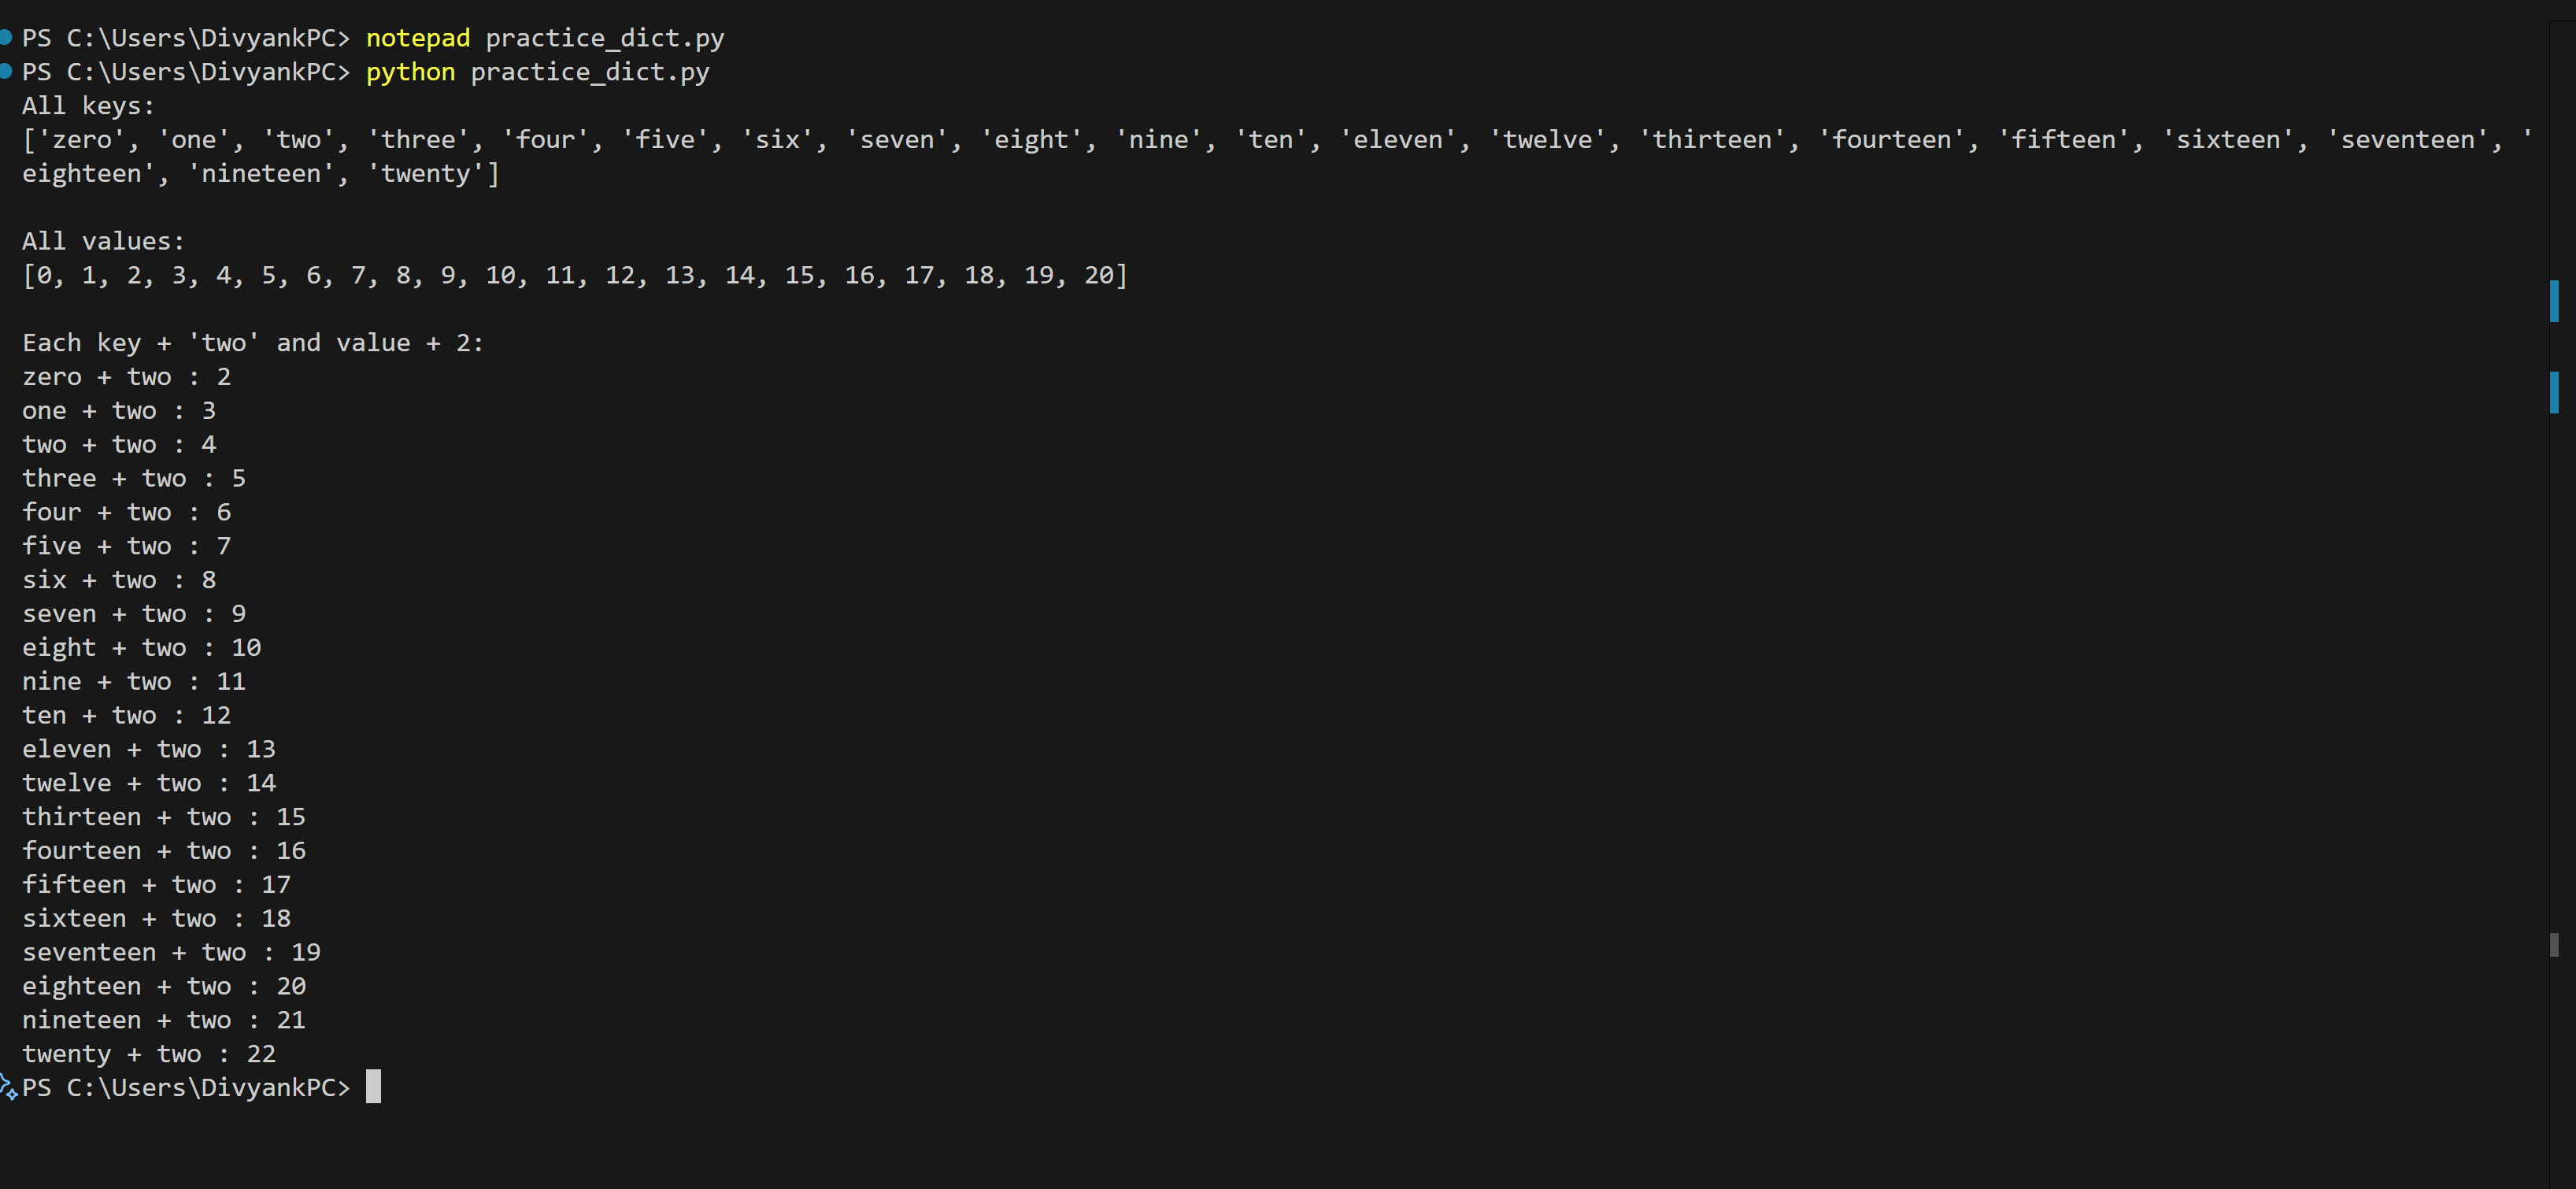 PS C:\Users\DivyankPC> notepad practice_dict.py
PS C:\Users\DivyankPC> python practice_dict.py
All keys:
['zero', 'one', 'two', 'three', 'four', 'five', 'six', 'seven', 'eight', 'nine', 'ten', 'eleven', 'twelve', 'thirteen', 'fourteen', 'fifteen', 'sixteen', 'seventeen', '
eighteen', 'nineteen', 'twenty']
All values:
[0, 1, 2, 3, 4, 5, 6, 7, 8, 9, 10, 11, 12, 13, 14, 15, 16, 17, 18, 19, 20]
Each key + 'two' and value + 2:
zero + two : 2
one + two : 3
two + two : 4
three + two : 5
four + two : 6
five + two : 7
six + two : 8
seven + two : 9
eight + two : 10
nine + two : 11
ten + two : 12
eleven + two : 13
twelve + two : 14
thirteen + two : 15
fourteen + two : 16
fifteen + two : 17
sixteen + two : 18
seventeen + two : 19
eighteen + two : 20
nineteen + two : 21
twenty + two : 22
PS C:\Users\DivyankPC>